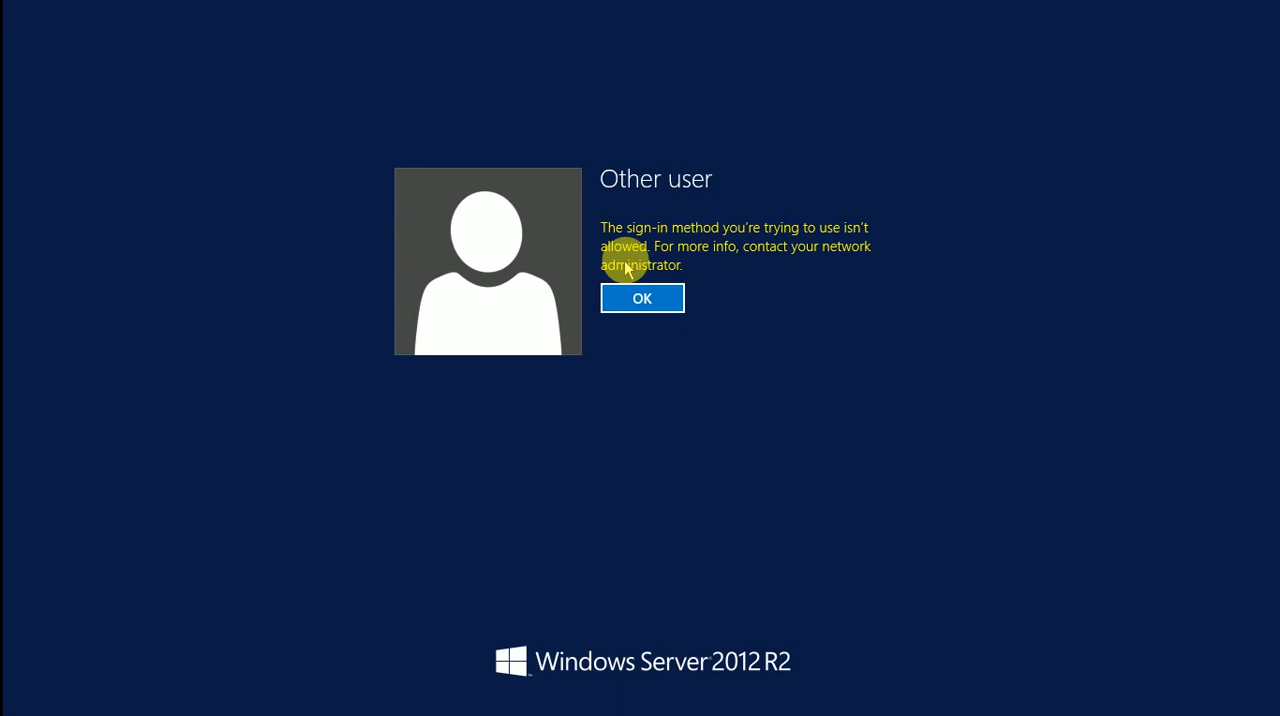 Other user
The sign-in method you're trying to use isn't
allowed. For more info, contact your network
administrator.
OK
Windows Server 2012 R2